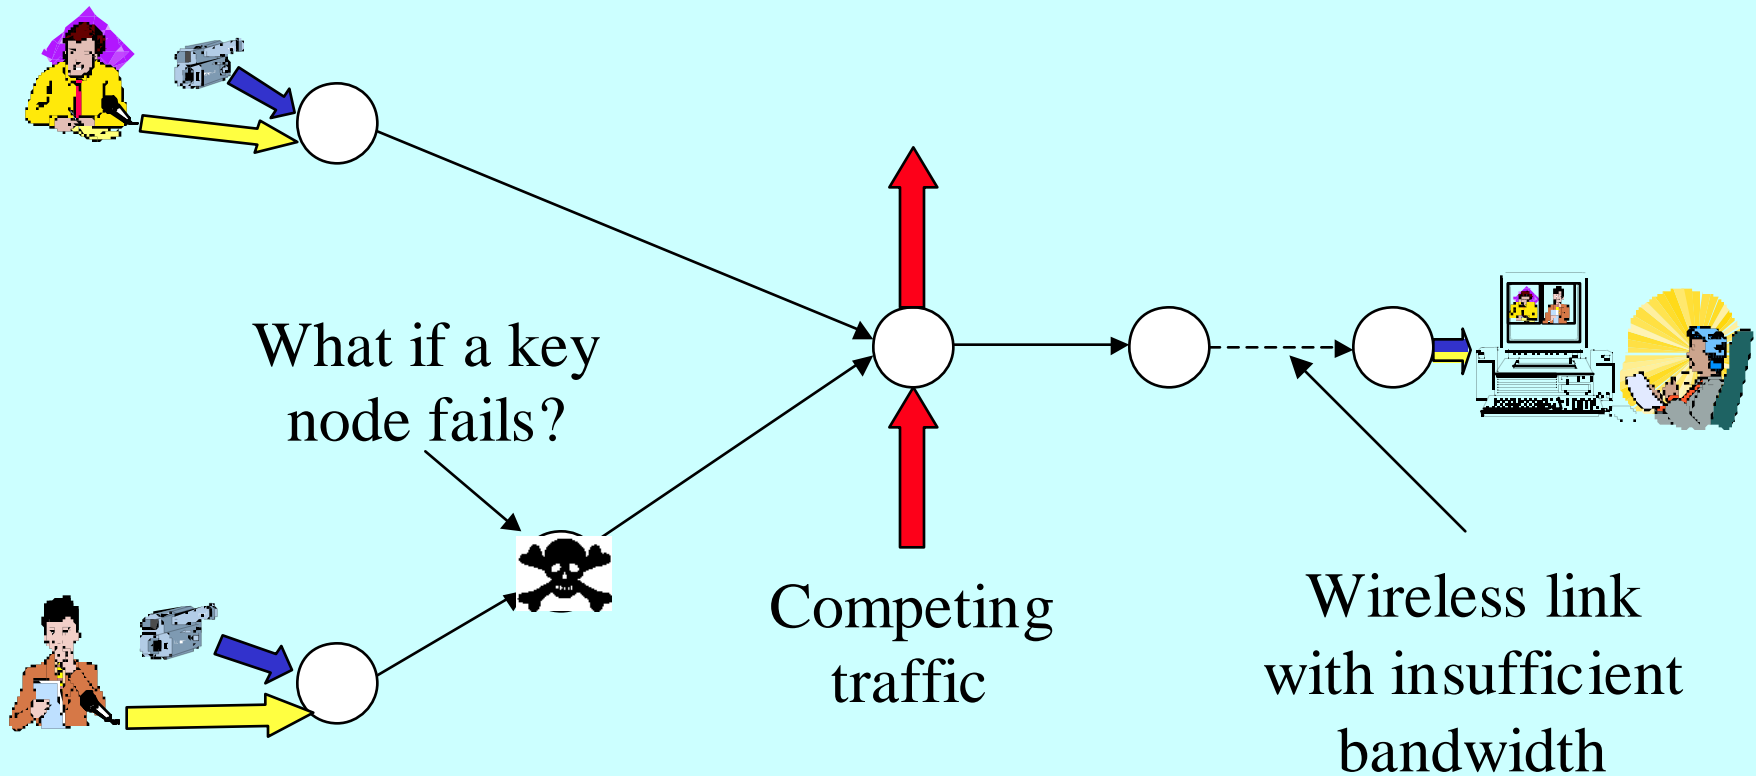 What if a key
node fails?
Competing
traffic
Wireless link
with insufficient
bandwidth